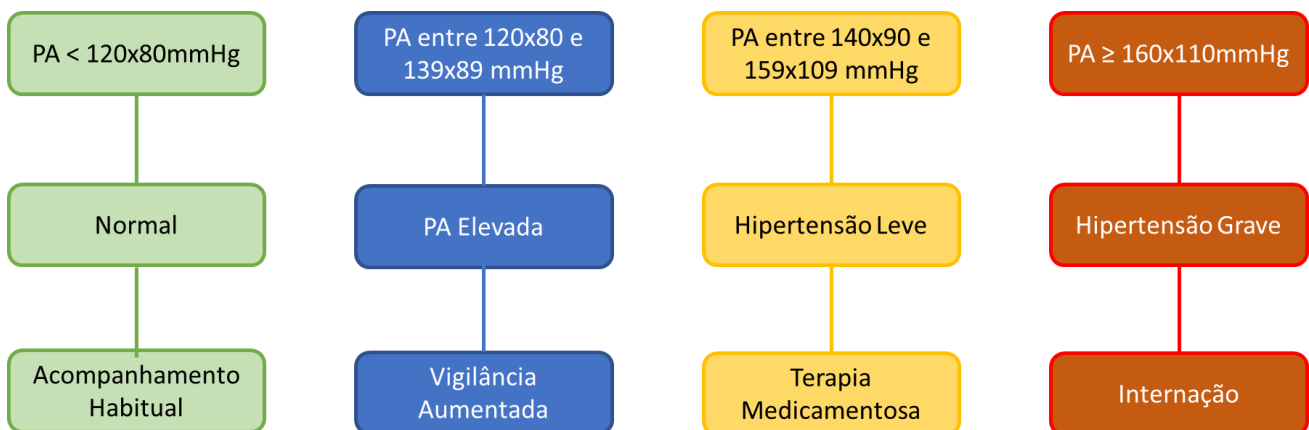 PA < 120x80mmHg
PA entre 120x80 e
139x89 mmHg
PA entre 140x90 e
159x109 mmHg
PA ≥ 160x110mmHg
Normal
PA Elevada
Hipertensão Leve
Hipertensão Grave
Acompanhamento
Habitual
Vigilância
Aumentada
Terapia
Medicamentosa
Internação